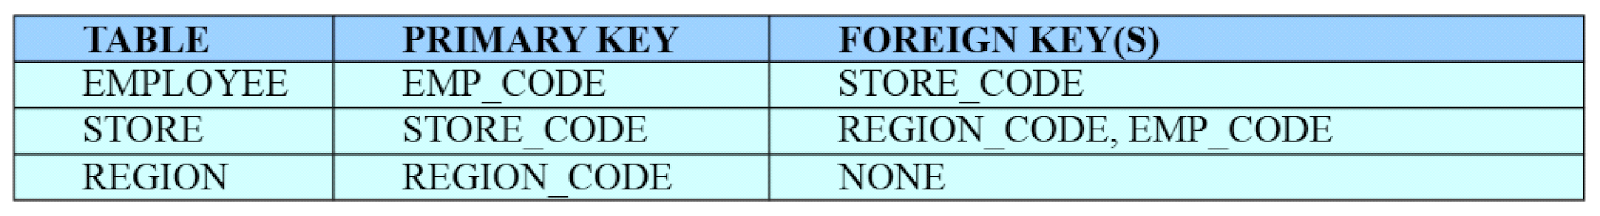 TABLE PRIMARY KEY FOREIGN KEY(S)
EMPLOYEE EMP_CODE STORE_CODE
STORE STORE_CODE REGION_CODE, EMP_CODE
REGION REGION_CODE NONE